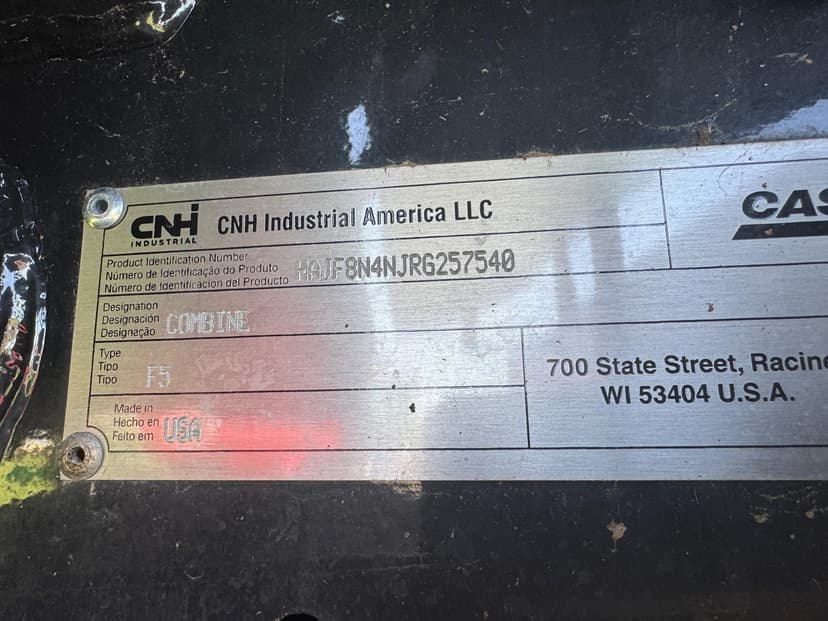 CNH INDUSTRIAL
CNH Industrial America LLC
CAS
Product Identification Number
Número de Identificação do Produto
Número de Identificacion del Producto
HAJF8N4NJRG257540
Designation
Designación
Designação
COMBINE
Type
Tipo
Tipo
F5
700 State Street, Racine
WI 53404 U.S.A.
Made in
Hecho en
Feito em
USA